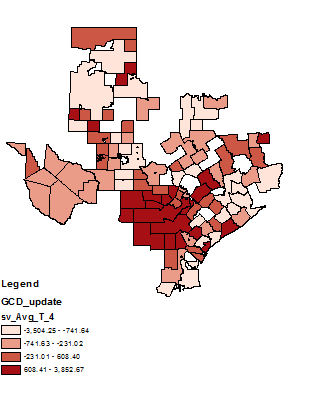 Legend
GCD_update
sv_Avg_T_4
-3,504.25 - -741.64
-741.63 - -231.02
-231.01 - 608.40
608.41 - 3,852.67